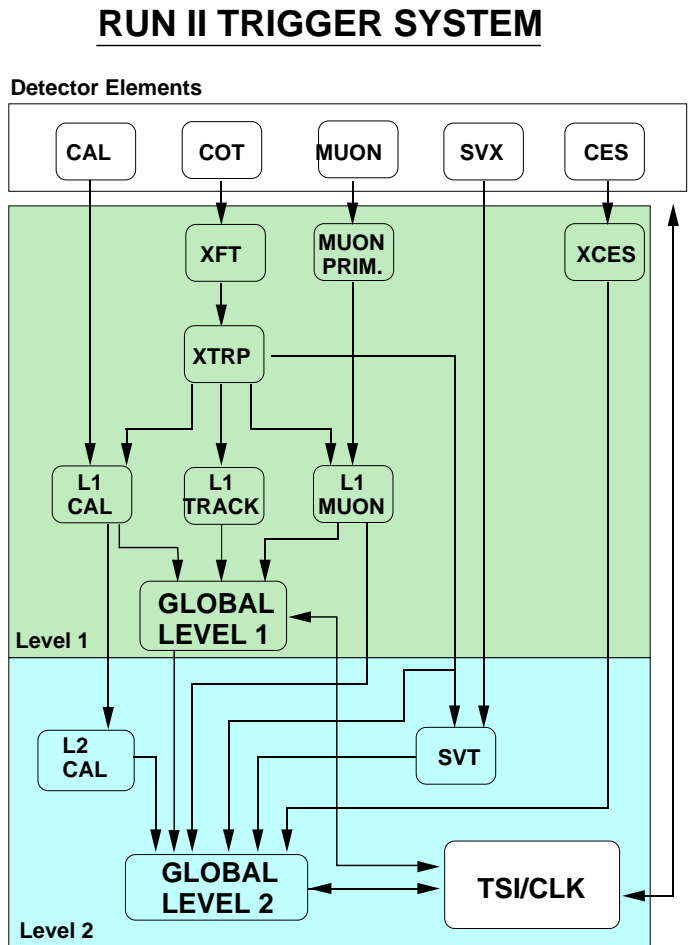 RUN II TRIGGER SYSTEM
Detector Elements
CAL
COT
MUON
SVX
CES
XFT
MUON
PRIM.
XCES
XTRP
L1
CAL
L1
TRACK
L1
MUON
GLOBAL
LEVEL 1
Level 1
L2
CAL
SVT
GLOBAL
LEVEL 2
TSI/CLK
Level 2